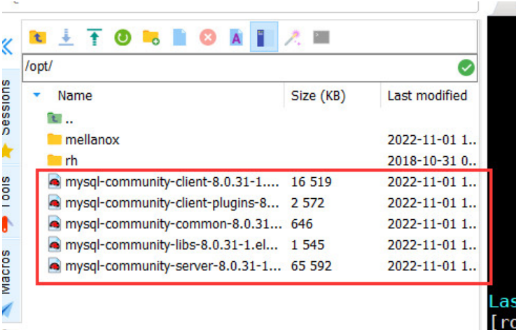 /opt/
Name Size (KB) Last modified
..
mellanox 2022-11-01 1..
rh 2018-10-31 0..
mysql-community-client-8.0.31-1.... 16 519 2022-11-01 1..
mysql-community-client-plugins-8... 2 572 2022-11-01 1..
mysql-community-common-8.0.31... 646 2022-11-01 1..
mysql-community-libs-8.0.31-1.el... 1 545 2022-11-01 1..
mysql-community-server-8.0.31-1... 65 592 2022-11-01 1..
Sessions
Tools
Macros
Las
[ro